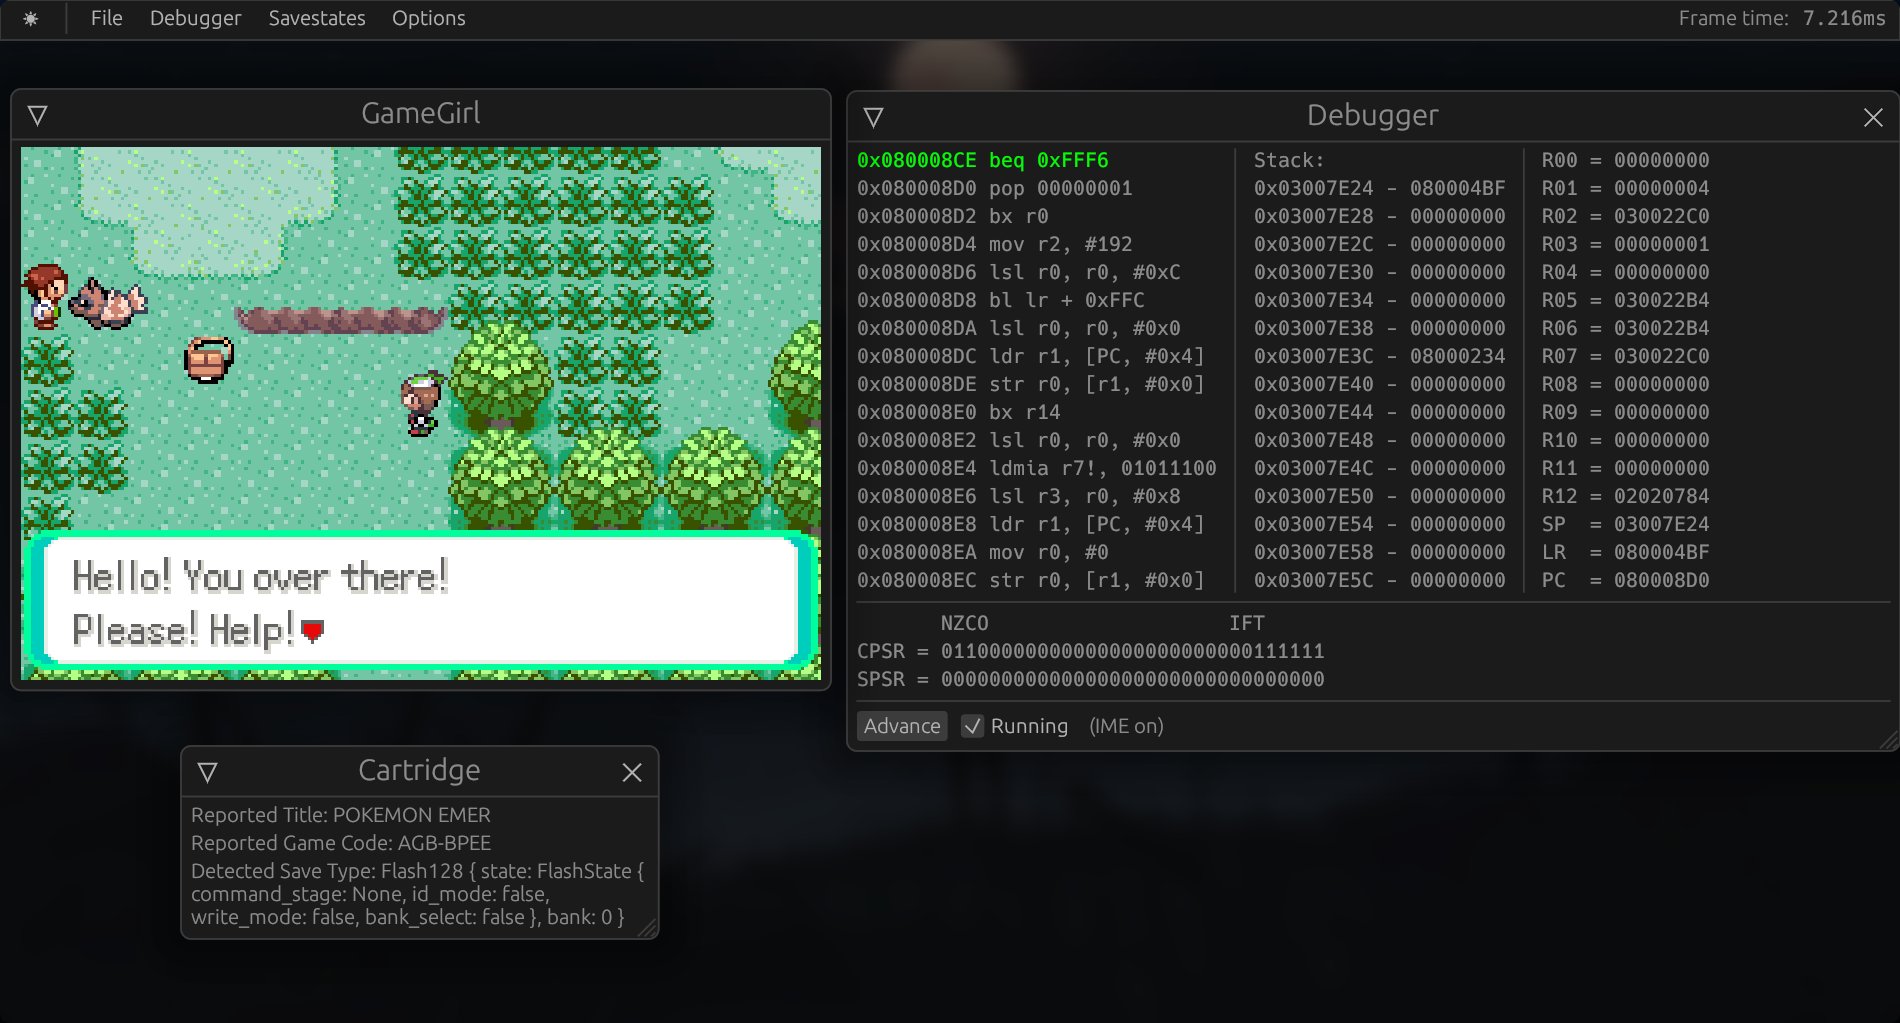 File Debugger Savestates Options Frame time: 7.216ms
GameGirl
Hello! You over there!
Please! Help!
Debugger
0x080008CE beq 0xFFF6
0x080008D0 pop 00000001
0x080008D2 bx r0
0x080008D4 mov r2, #192
0x080008D6 lsl r0, r0, #0xC
0x080008D8 bl lr + 0xFFC
0x080008DA lsl r0, r0, #0x0
0x080008DC ldr r1, [PC, #0x4]
0x080008DE str r0, [r1, #0x0]
0x080008E0 bx r14
0x080008E2 lsl r0, r0, #0x0
0x080008E4 ldmia r7!, 01011100
0x080008E6 lsl r3, r0, #0x8
0x080008E8 ldr r1, [PC, #0x4]
0x080008EA mov r0, #0
0x080008EC str r0, [r1, #0x0]
Stack:
0x03007E24 - 080004BF
0x03007E28 - 00000000
0x03007E2C - 00000000
0x03007E30 - 00000000
0x03007E34 - 00000000
0x03007E38 - 00000000
0x03007E3C - 08000234
0x03007E40 - 00000000
0x03007E44 - 00000000
0x03007E48 - 00000000
0x03007E4C - 00000000
0x03007E50 - 00000000
0x03007E54 - 00000000
0x03007E58 - 00000000
0x03007E5C - 00000000
R00 = 00000000
R01 = 00000004
R02 = 030022C0
R03 = 00000001
R04 = 00000000
R05 = 030022B4
R06 = 030022B4
R07 = 030022C0
R08 = 00000000
R09 = 00000000
R10 = 00000000
R11 = 00000000
R12 = 02020784
SP = 03007E24
LR = 080004BF
PC = 080008D0
NZCO IFT
CPSR = 01100000000000000000000000111111
SPSR = 00000000000000000000000000000000
Advance Running (IME on)
Cartridge
Reported Title: POKEMON EMER
Reported Game Code: AGB-BPEE
Detected Save Type: Flash128 { state: FlashState {
command_stage: None, id_mode: false,
write_mode: false, bank_select: false }, bank: 0 }